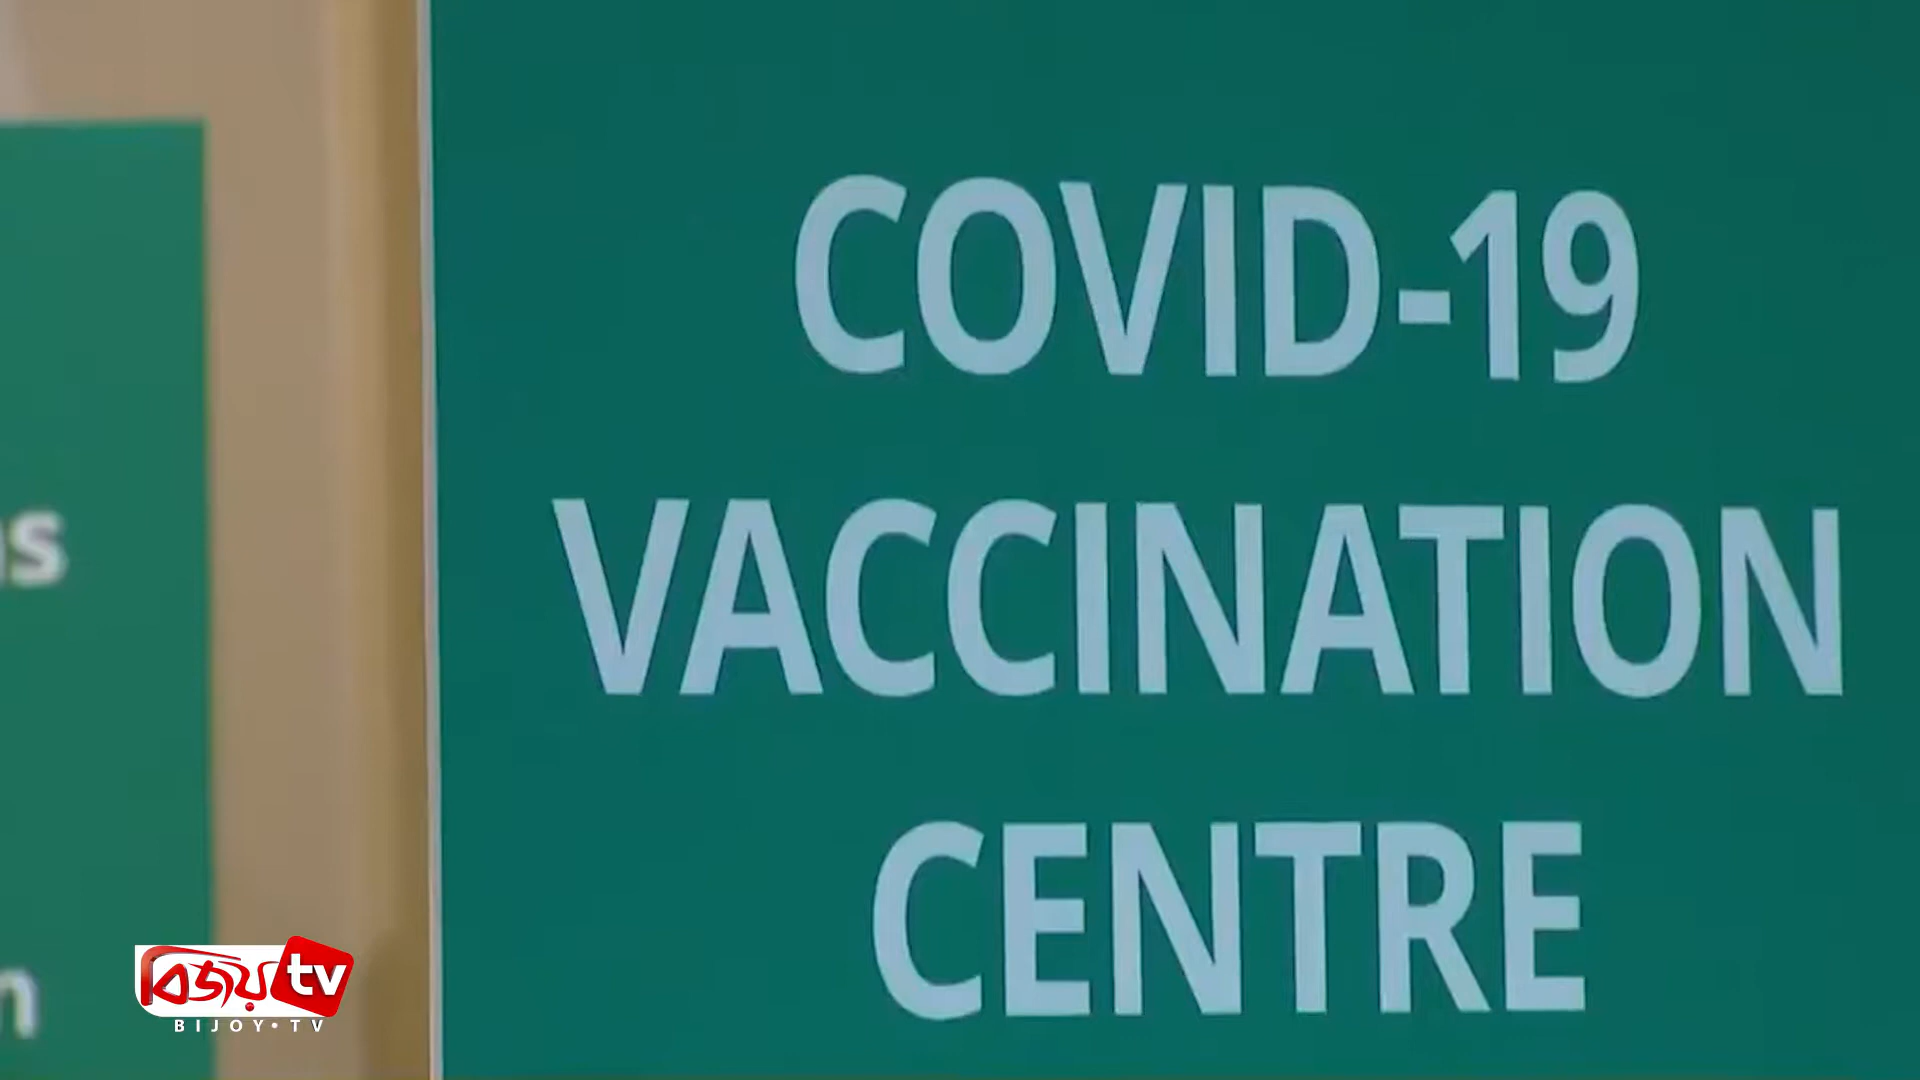 COVID-19
VACCINATION
CENTRE
বিজয় tv
BIJOY•TV